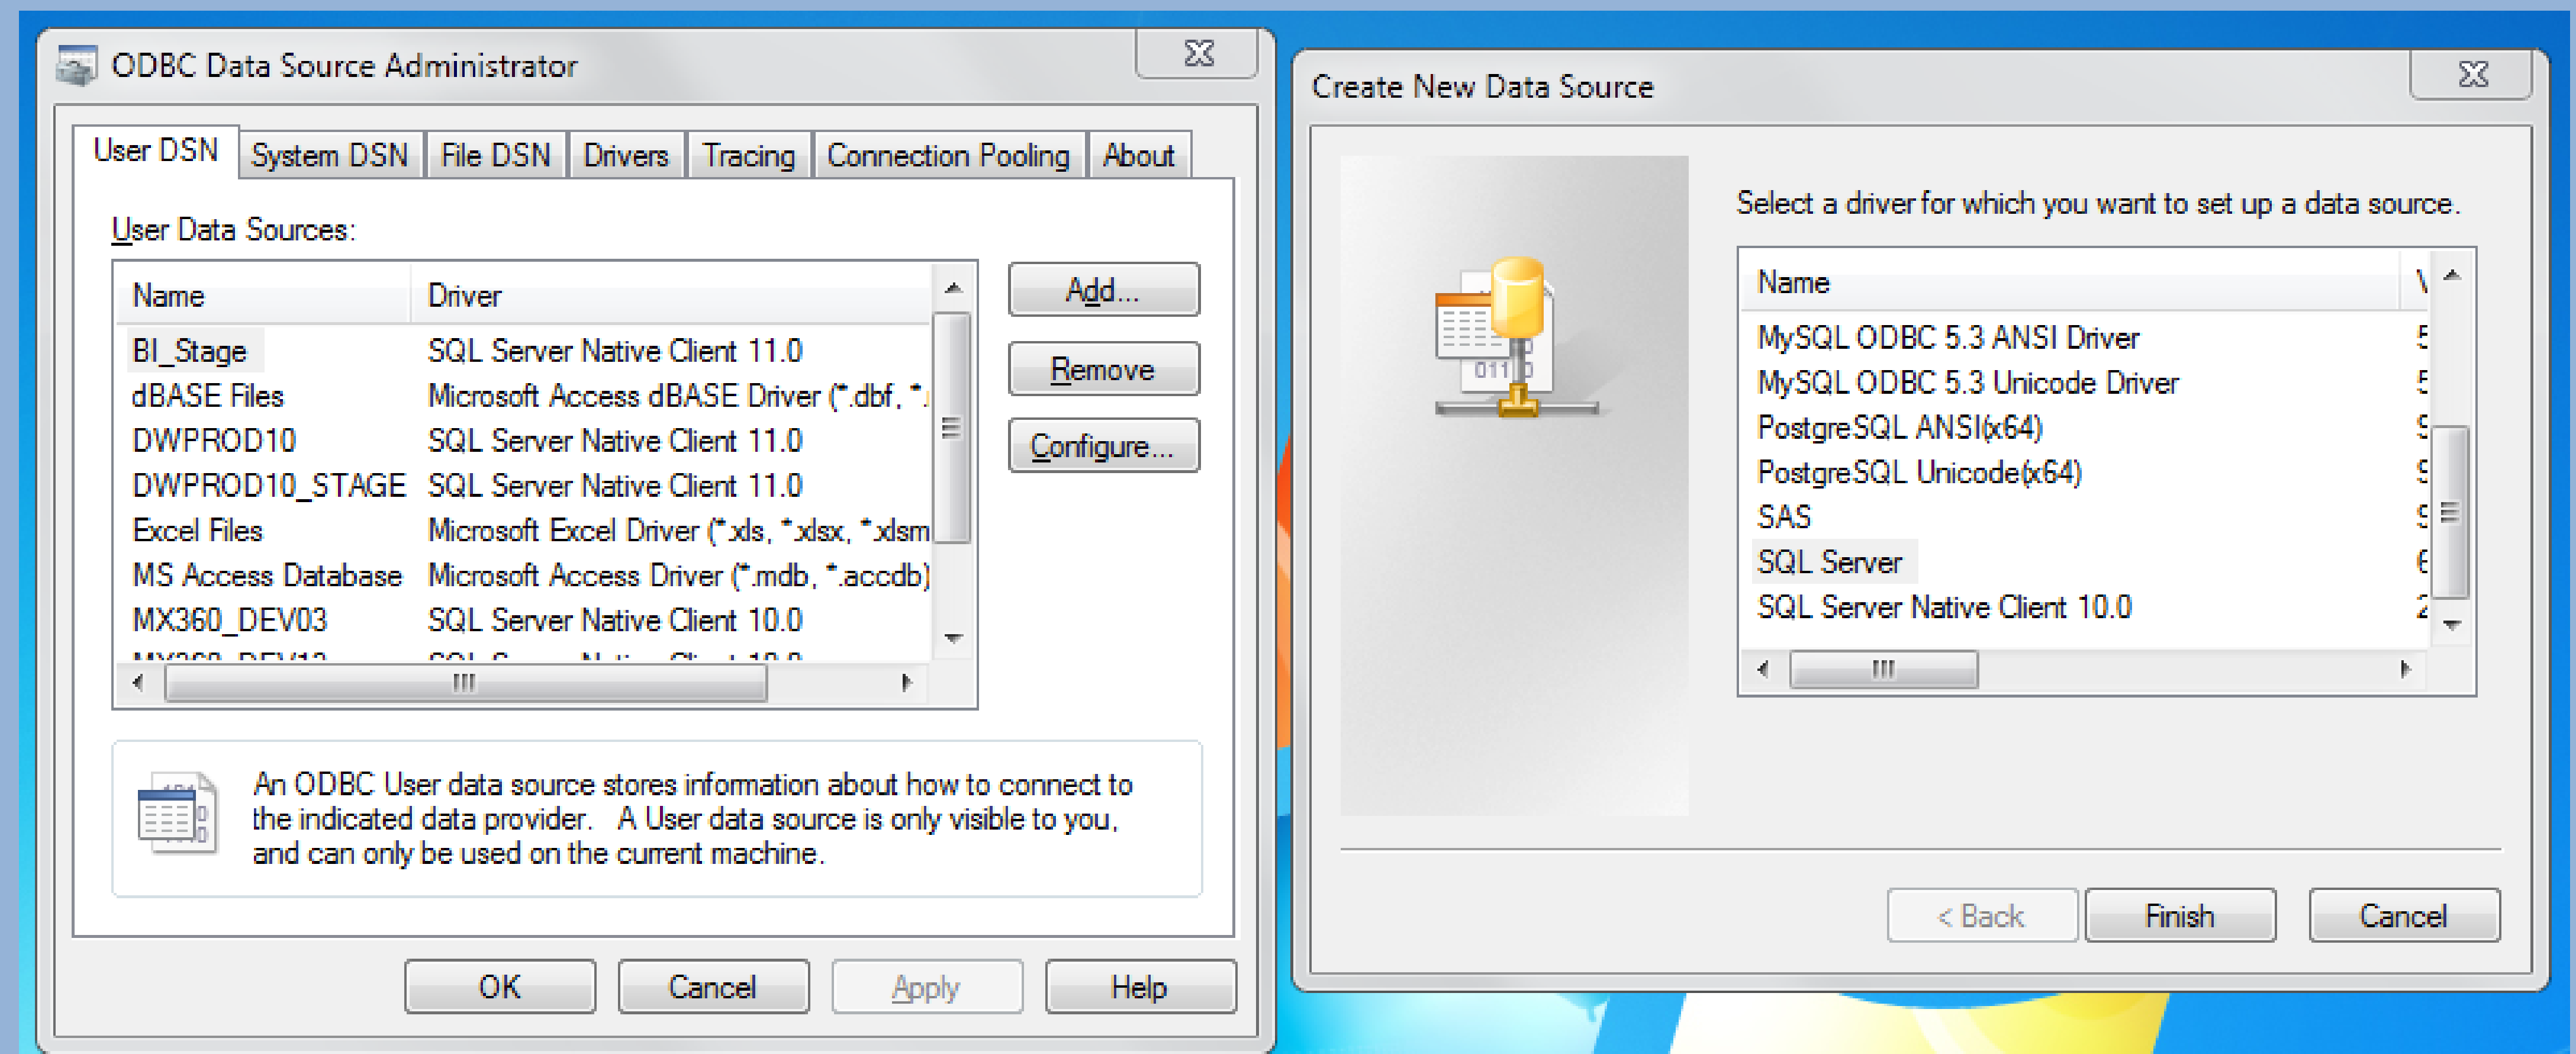 ODBC Data Source Administrator
User DSN System DSN File DSN Drivers Tracing Connection Pooling About
User Data Sources:
Name Driver
BI_Stage SQL Server Native Client 11.0
dBASE Files Microsoft Access dBASE Driver (*.dbf, *.
DWPROD10 SQL Server Native Client 11.0
DWPROD10_STAGE SQL Server Native Client 11.0
Excel Files Microsoft Excel Driver (*.xls, *.xlsx, *.xlsm
MS Access Database Microsoft Access Driver (*.mdb, *.accdb)
MX360_DEV03 SQL Server Native Client 10.0
Add...
Remove
Configure...
An ODBC User data source stores information about how to connect to
the indicated data provider. A User data source is only visible to you,
and can only be used on the current machine.
OK Cancel Apply Help
Create New Data Source
Select a driver for which you want to set up a data source.
Name
MySQL ODBC 5.3 ANSI Driver
MySQL ODBC 5.3 Unicode Driver
PostgreSQL ANSI(x64)
PostgreSQL Unicode(x64)
SAS
SQL Server
SQL Server Native Client 10.0
< Back Finish Cancel